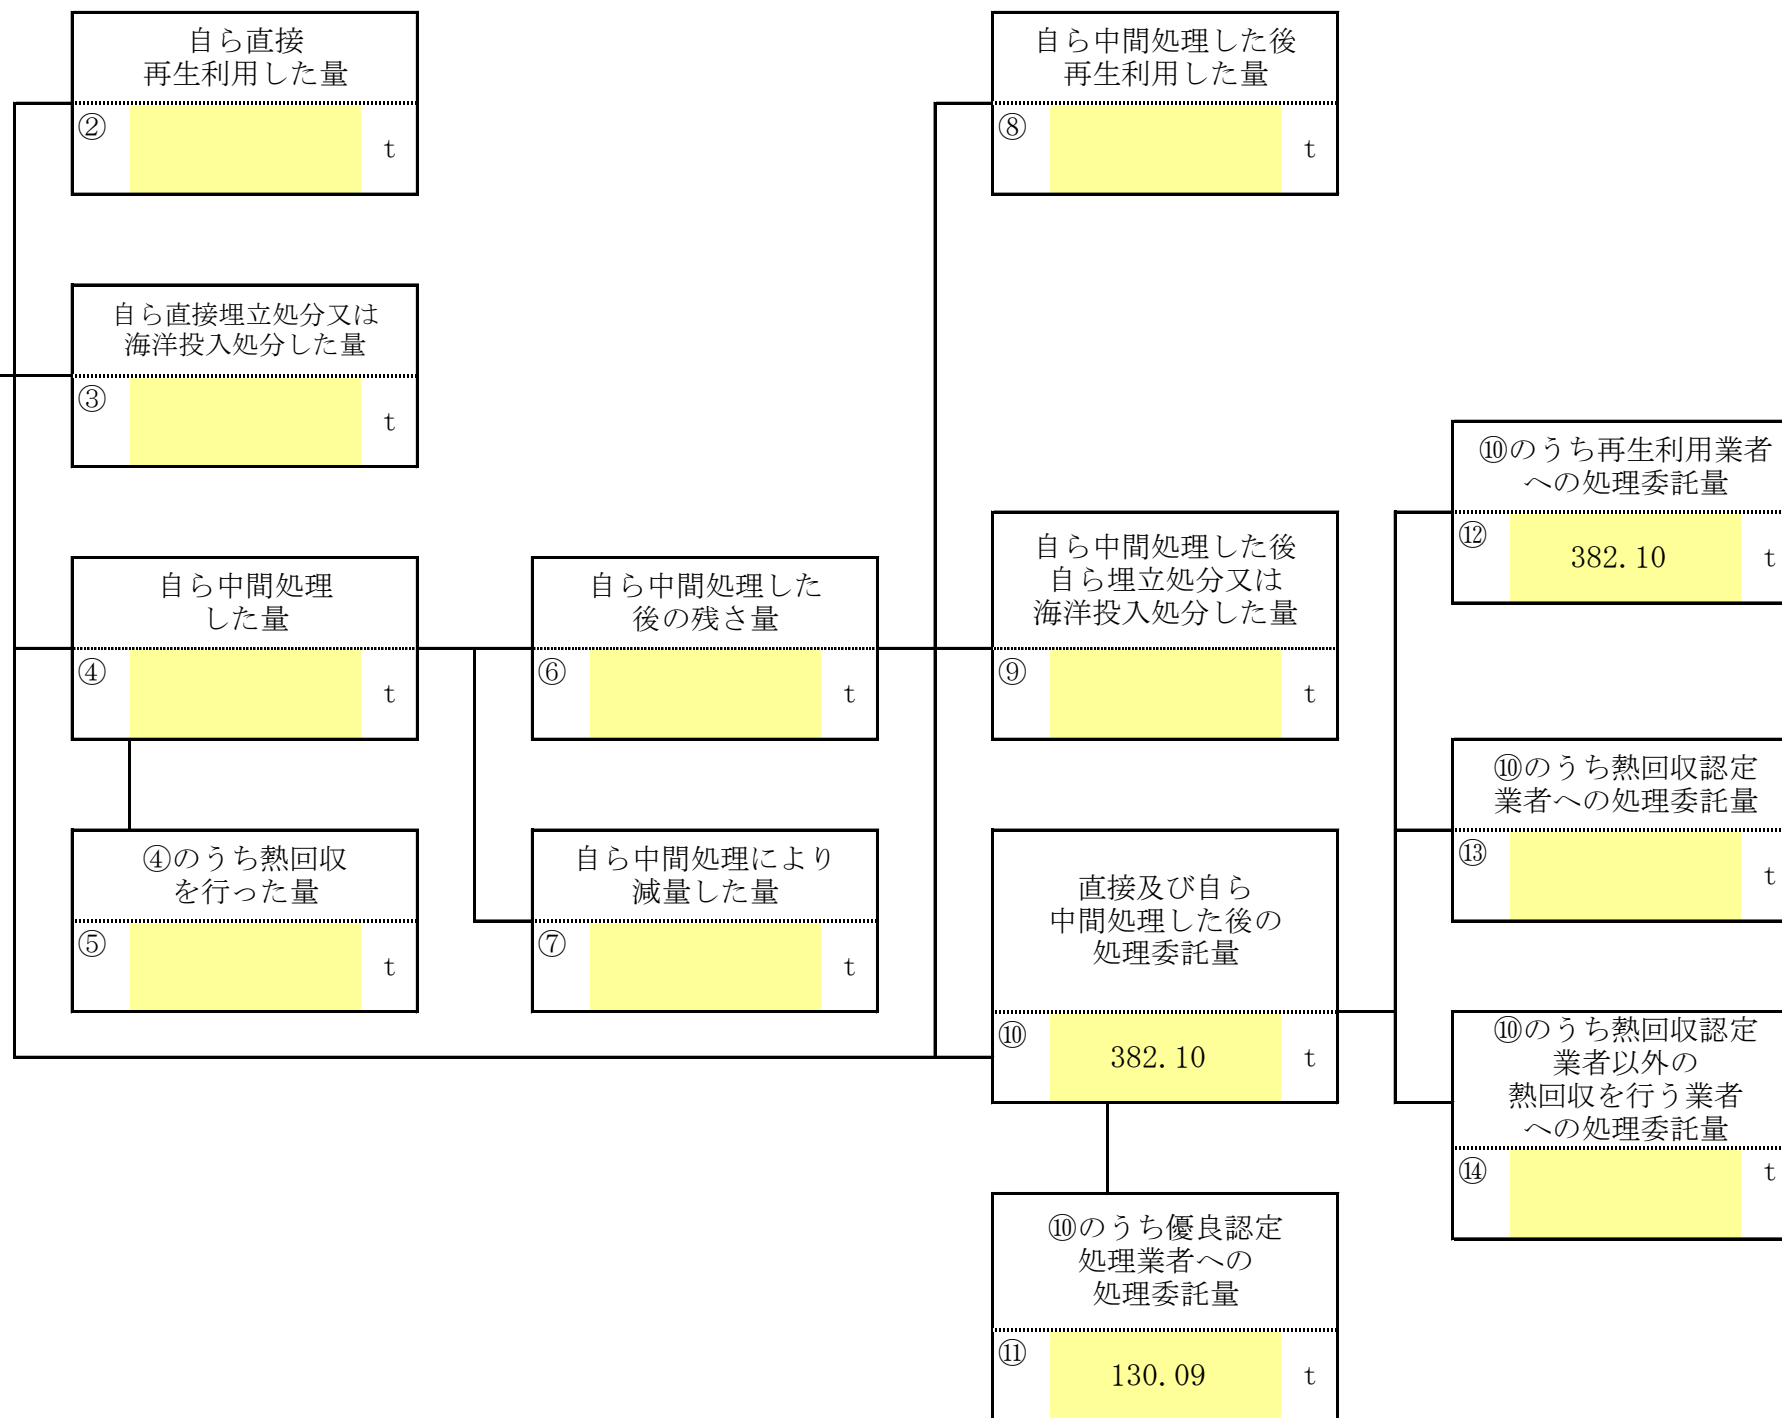 自ら直接
再生利用した量
②
t
自ら中間処理した後
再生利用した量
⑧
t
自ら直接埋立処分又は
海洋投入処分した量
③
t
⑩のうち再生利用業者
への処理委託量
⑫ 382.10 t
自ら中間処理
した量
④
t
自ら中間処理した
後の残さ量
⑥
t
自ら中間処理した後
自ら埋立処分又は
海洋投入処分した量
⑨
t
⑩のうち熱回収認定
業者への処理委託量
⑬
t
④のうち熱回収
を行った量
⑤
t
自ら中間処理により
減量した量
⑦
t
直接及び自ら
中間処理した後の
処理委託量
⑩ 382.10 t
⑩のうち熱回収認定
業者以外の
熱回収を行う業者
への処理委託量
⑭ t
⑩のうち優良認定
処理業者への
処理委託量
⑪ 130.09 t